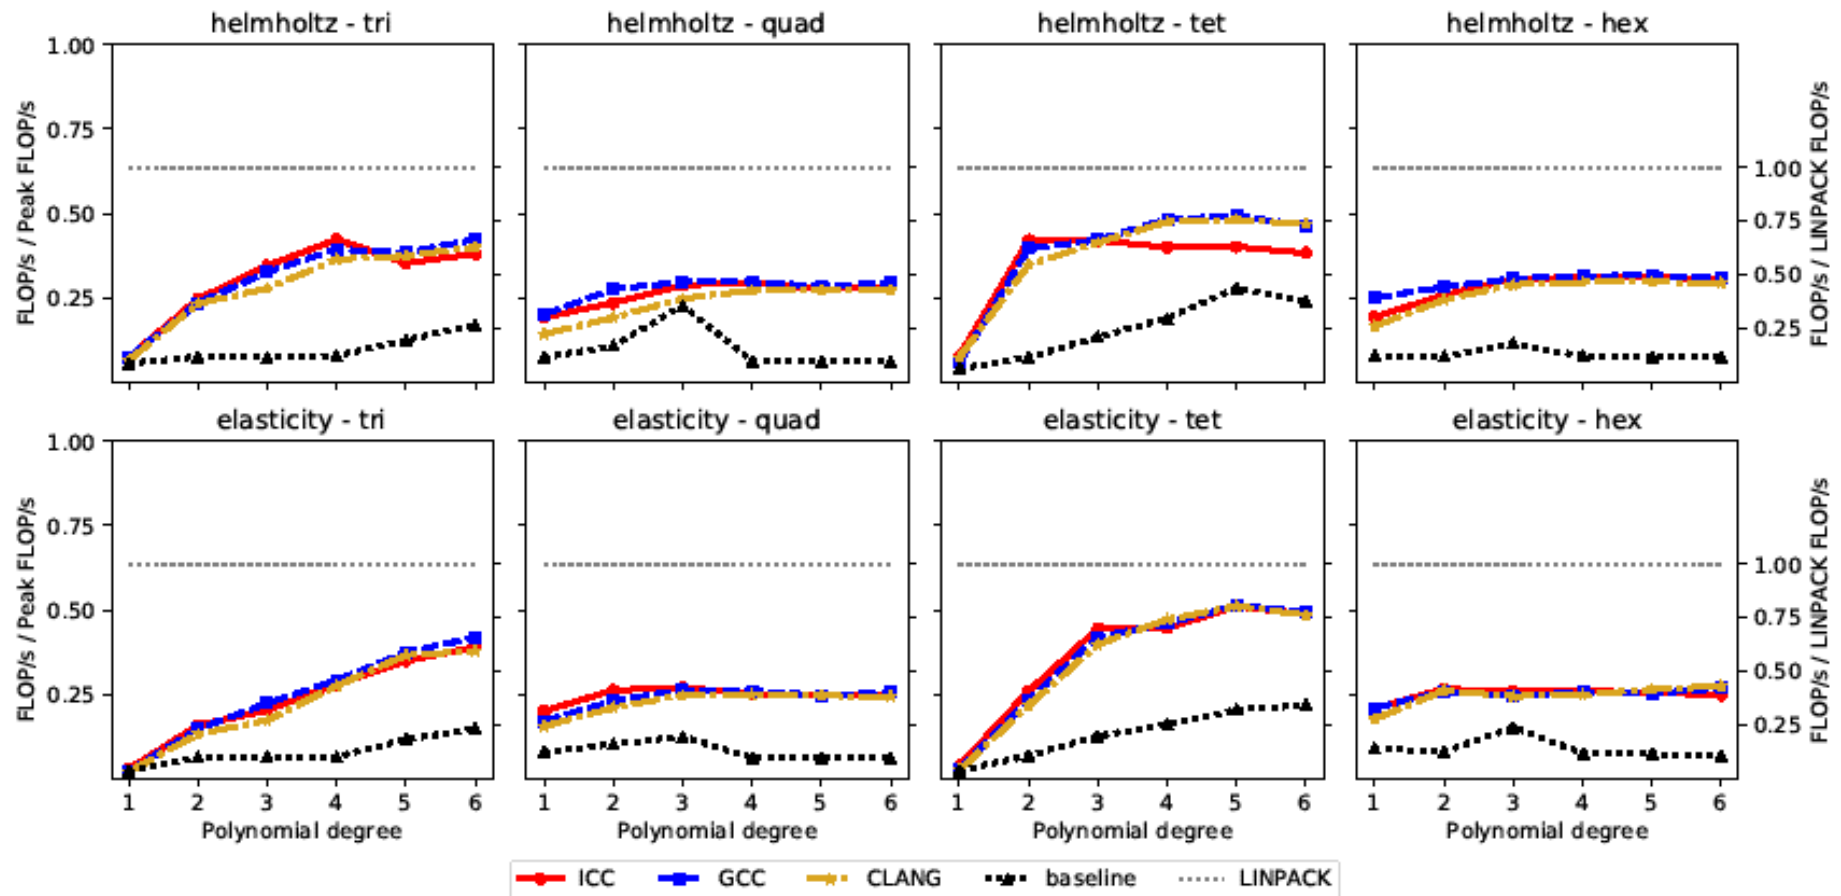 helmholtz - tri
helmholtz - quad
helmholtz - tet
helmholtz - hex
FLOP/s / Peak FLOP/s
1.00
0.75
0.50
0.25
1.00
0.75
0.50
0.25
FLOP/s / LINPACK FLOP/s
elasticity - tri
elasticity - quad
elasticity - tet
elasticity - hex
FLOP/s / Peak FLOP/s
1.00
0.75
0.50
0.25
1.00
0.75
0.50
0.25
FLOP/s / LINPACK FLOP/s
1 2 3 4 5 6
1 2 3 4 5 6
1 2 3 4 5 6
1 2 3 4 5 6
Polynomial degree
Polynomial degree
Polynomial degree
Polynomial degree
ICC GCC CLANG baseline LINPACK